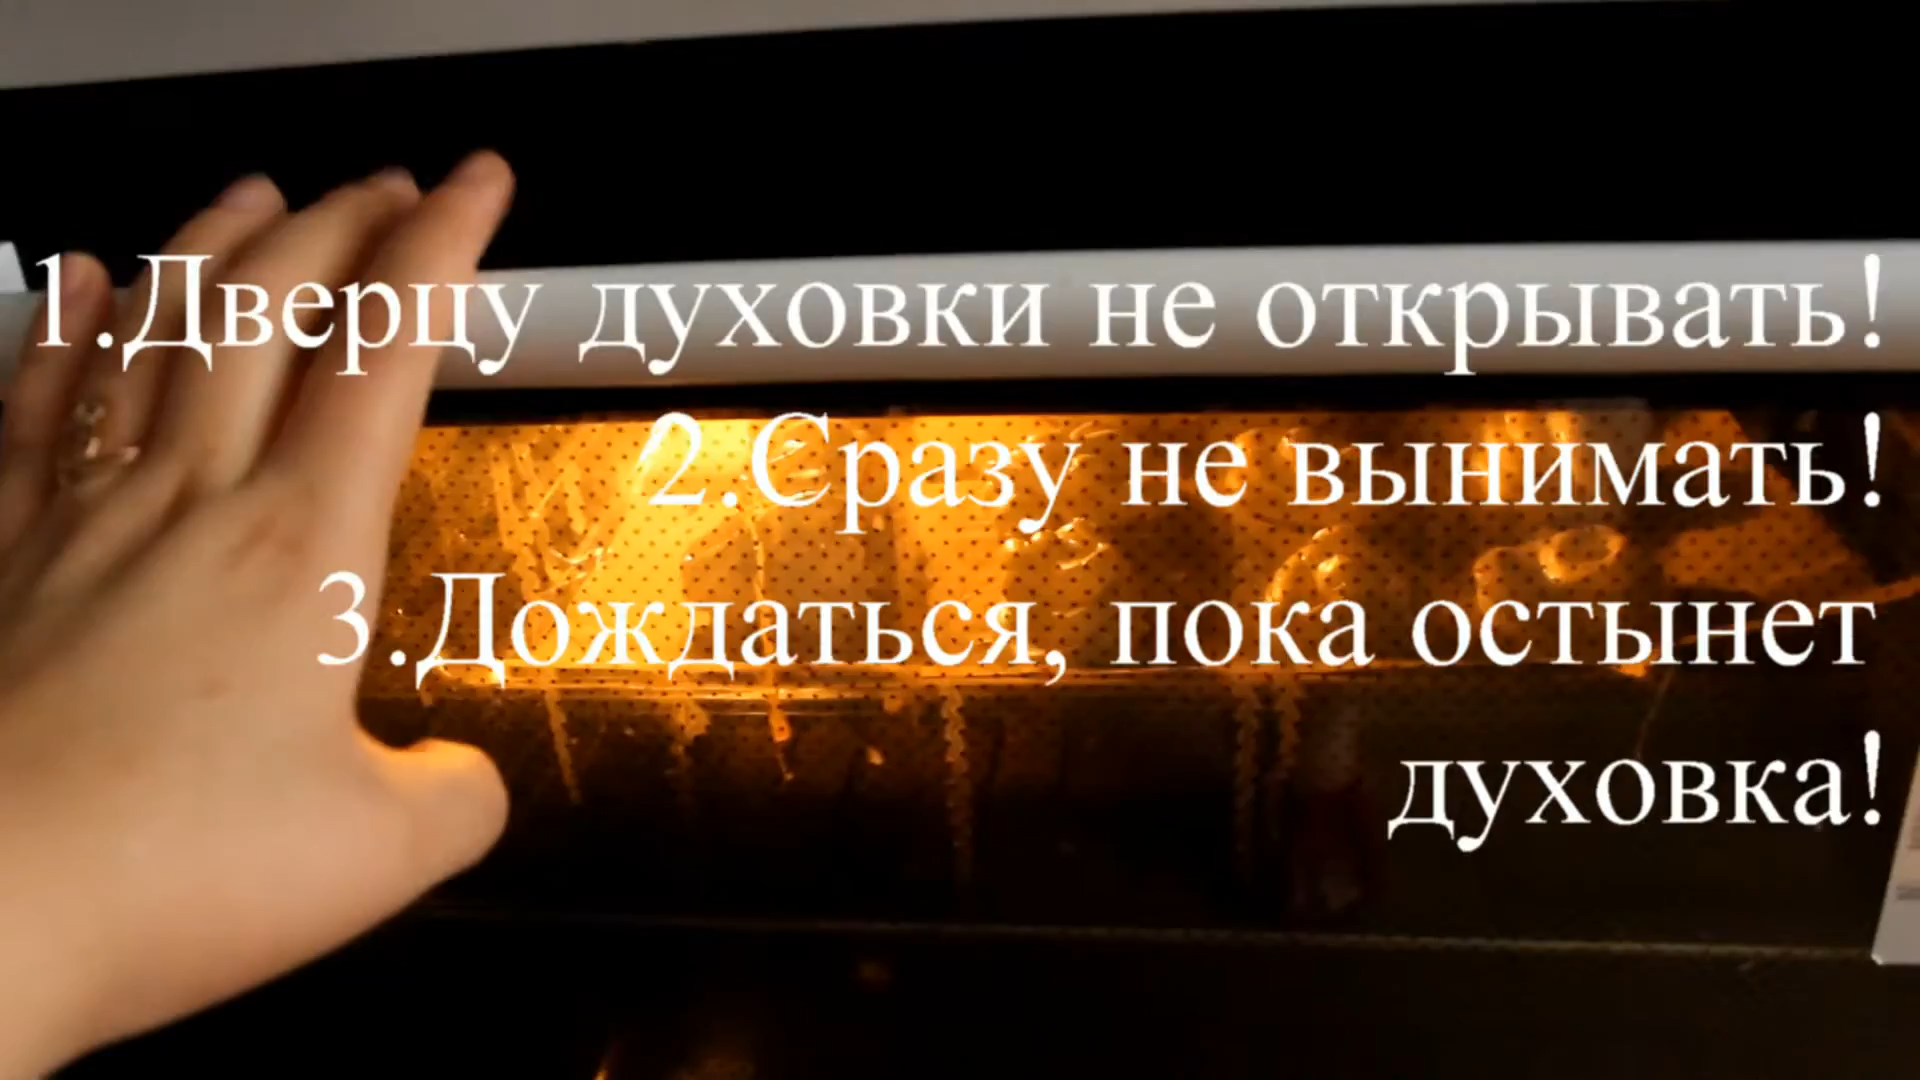 1.Дверцу духовки не открывать!
2.Сразу не вынимать!
3.Дождаться, пока остынет
духовка!